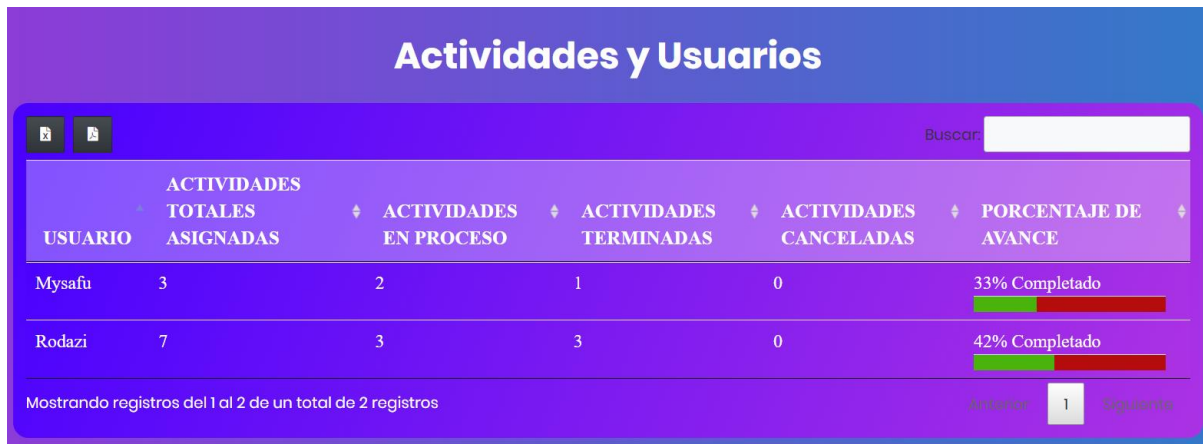 Actividades y Usuarios
Buscar:
USUARIO
ACTIVIDADES
TOTALES
ASIGNADAS
ACTIVIDADES
EN PROCESO
ACTIVIDADES
TERMINADAS
ACTIVIDADES
CANCELADAS
PORCENTAJE DE
AVANCE
Mysafu 3 2 1 0 33% Completado
Rodazi 7 3 3 0 42% Completado
Mostrando registros del 1 al 2 de un total de 2 registros
Anterior 1 Siguiente